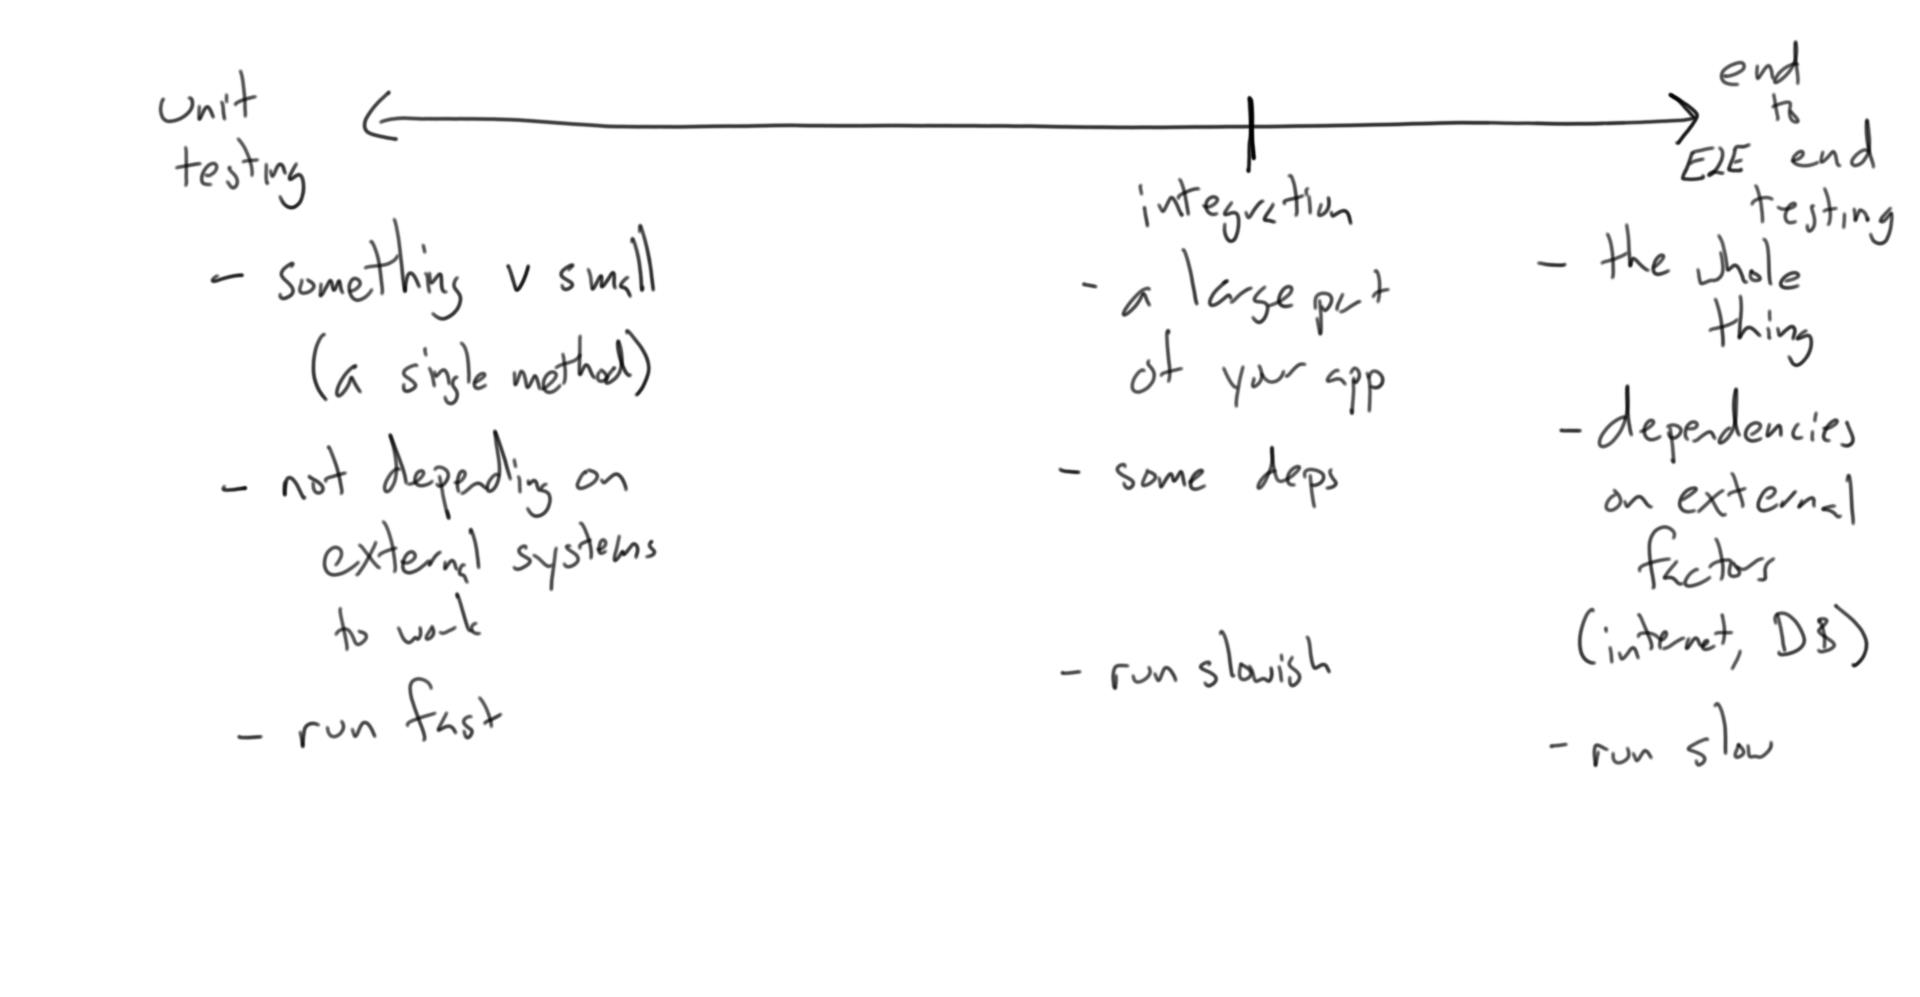 unit
testing
- something v small
(a single method)
- not depending on
external systems
to work
- run fast
integration
- a large part
of your app
- some deps
- run slowish
end
to
E2E end
testing
- the whole
thing
- dependencies
on external
factors
(internet, DB)
- run slow